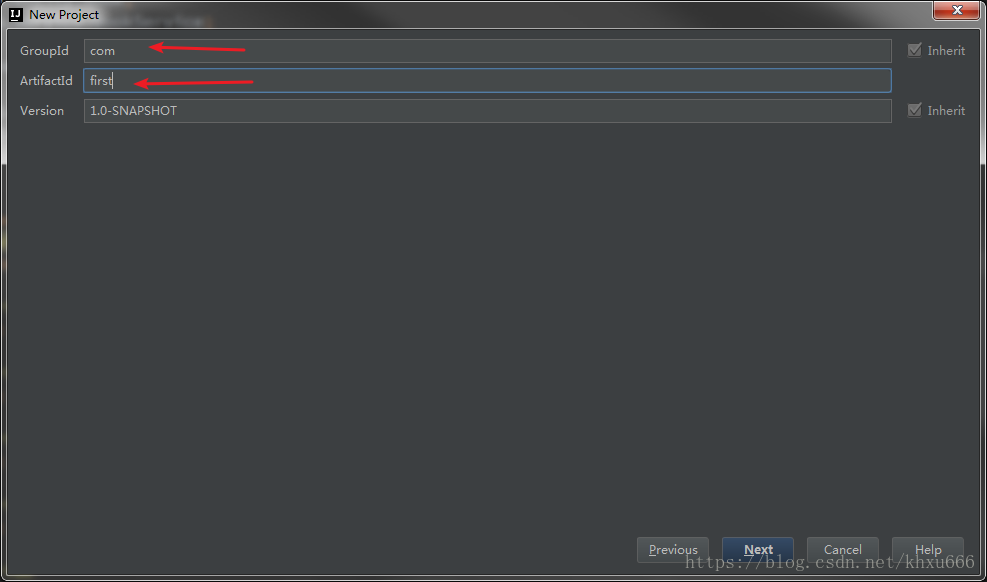 New Project
GroupId com Inherit
ArtifactId first
Version 1.0-SNAPSHOT Inherit
Previous Next Cancel Help
https://blog.csdn.net/khxu666